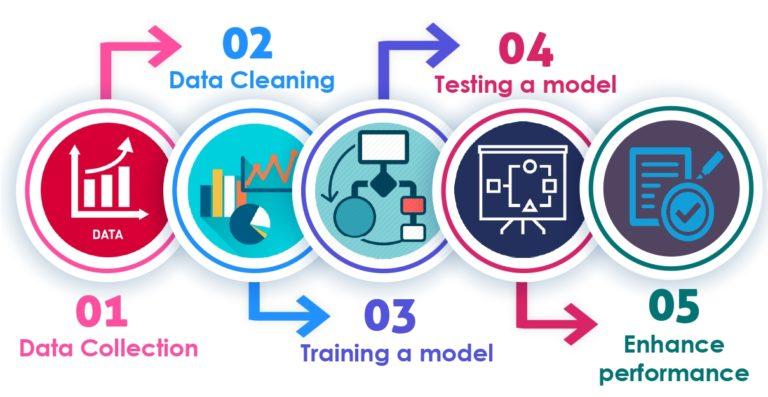 01
Data Collection
DATA
02
Data Cleaning
03
Training a model
04
Testing a model
05
Enhance
performance